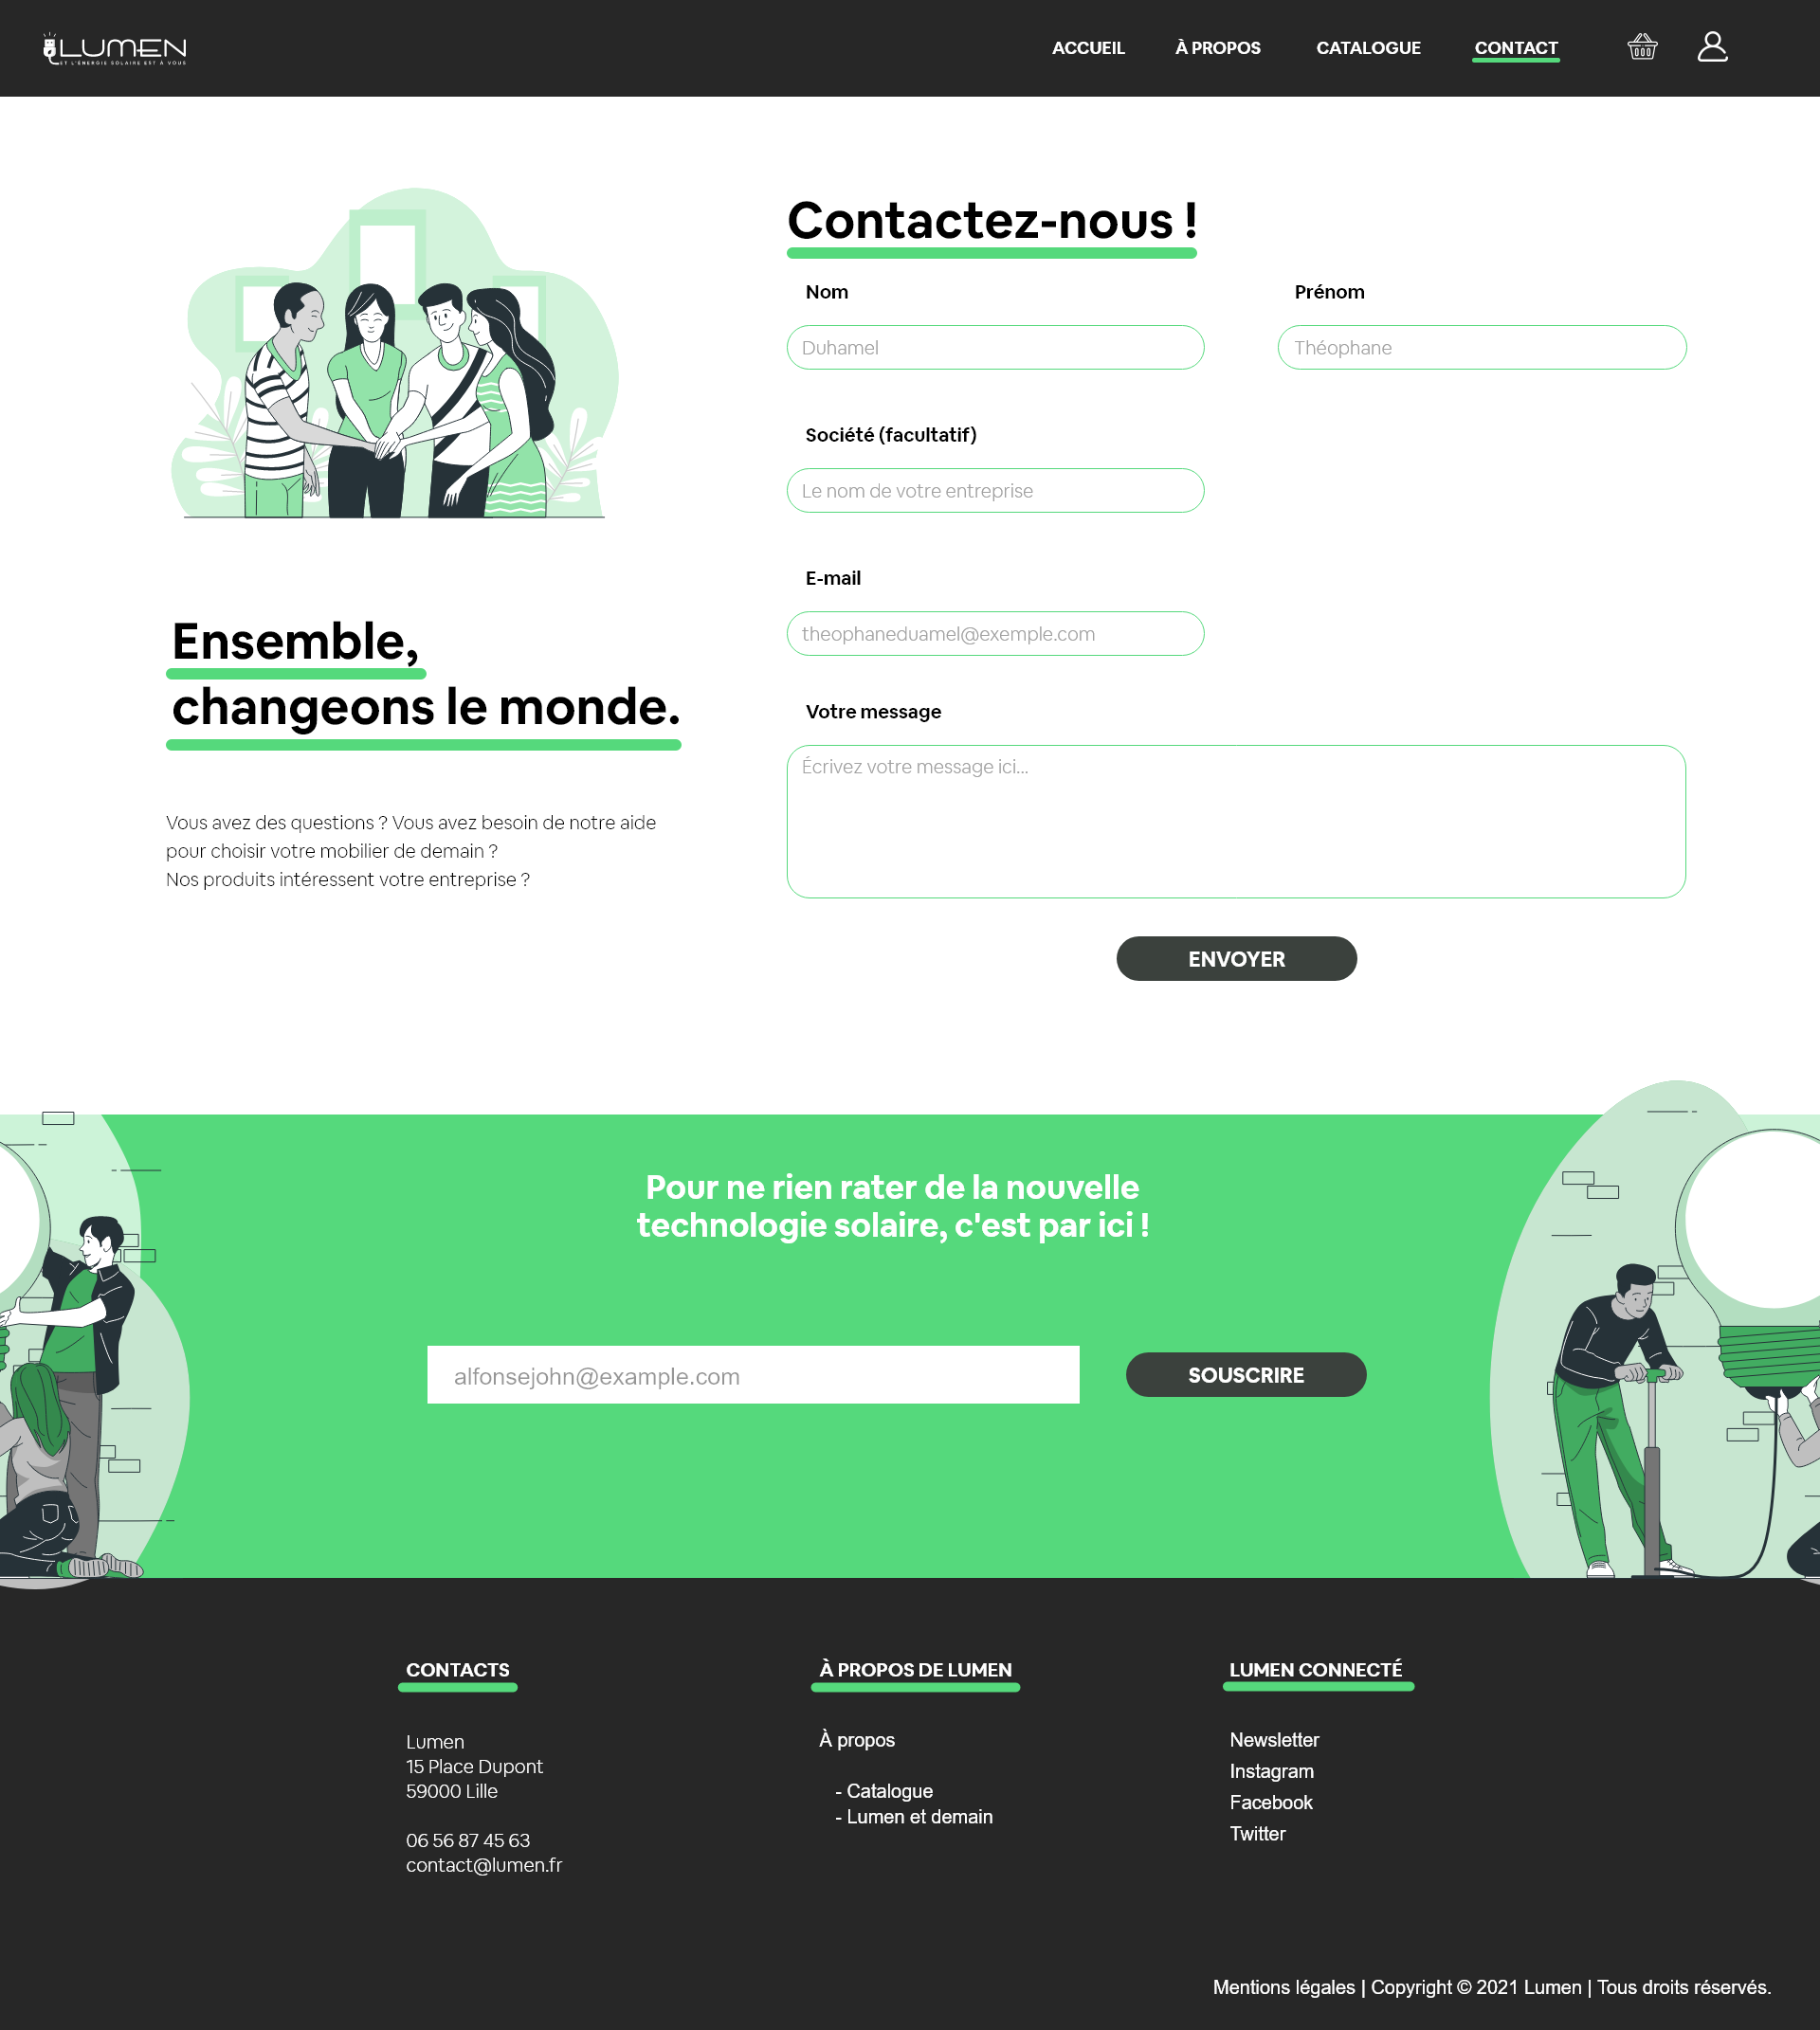 LUMEN
ET L'ÉNERGIE SOLAIRE EST À VOUS
ACCUEIL
À PROPOS
CATALOGUE
CONTACT
Contactez-nous !
Nom
Prénom
Duhamel
Théophane
Société (facultatif)
Le nom de votre entreprise
E-mail
theophaneduamel@exemple.com
Votre message
Écrivez votre message ici...
ENVOYER
Ensemble,
changeons le monde.
Vous avez des questions ? Vous avez besoin de notre aide
pour choisir votre mobilier de demain ?
Nos produits intéressent votre entreprise ?
Pour ne rien rater de la nouvelle
technologie solaire, c'est par ici !
alfonsejohn@example.com
SOUSCRIRE
CONTACTS
Lumen
15 Place Dupont
59000 Lille
06 56 87 45 63
contact@lumen.fr
À PROPOS DE LUMEN
À propos
- Catalogue
- Lumen et demain
LUMEN CONNECTÉ
Newsletter
Instagram
Facebook
Twitter
Mentions légales | Copyright © 2021 Lumen | Tous droits réservés.